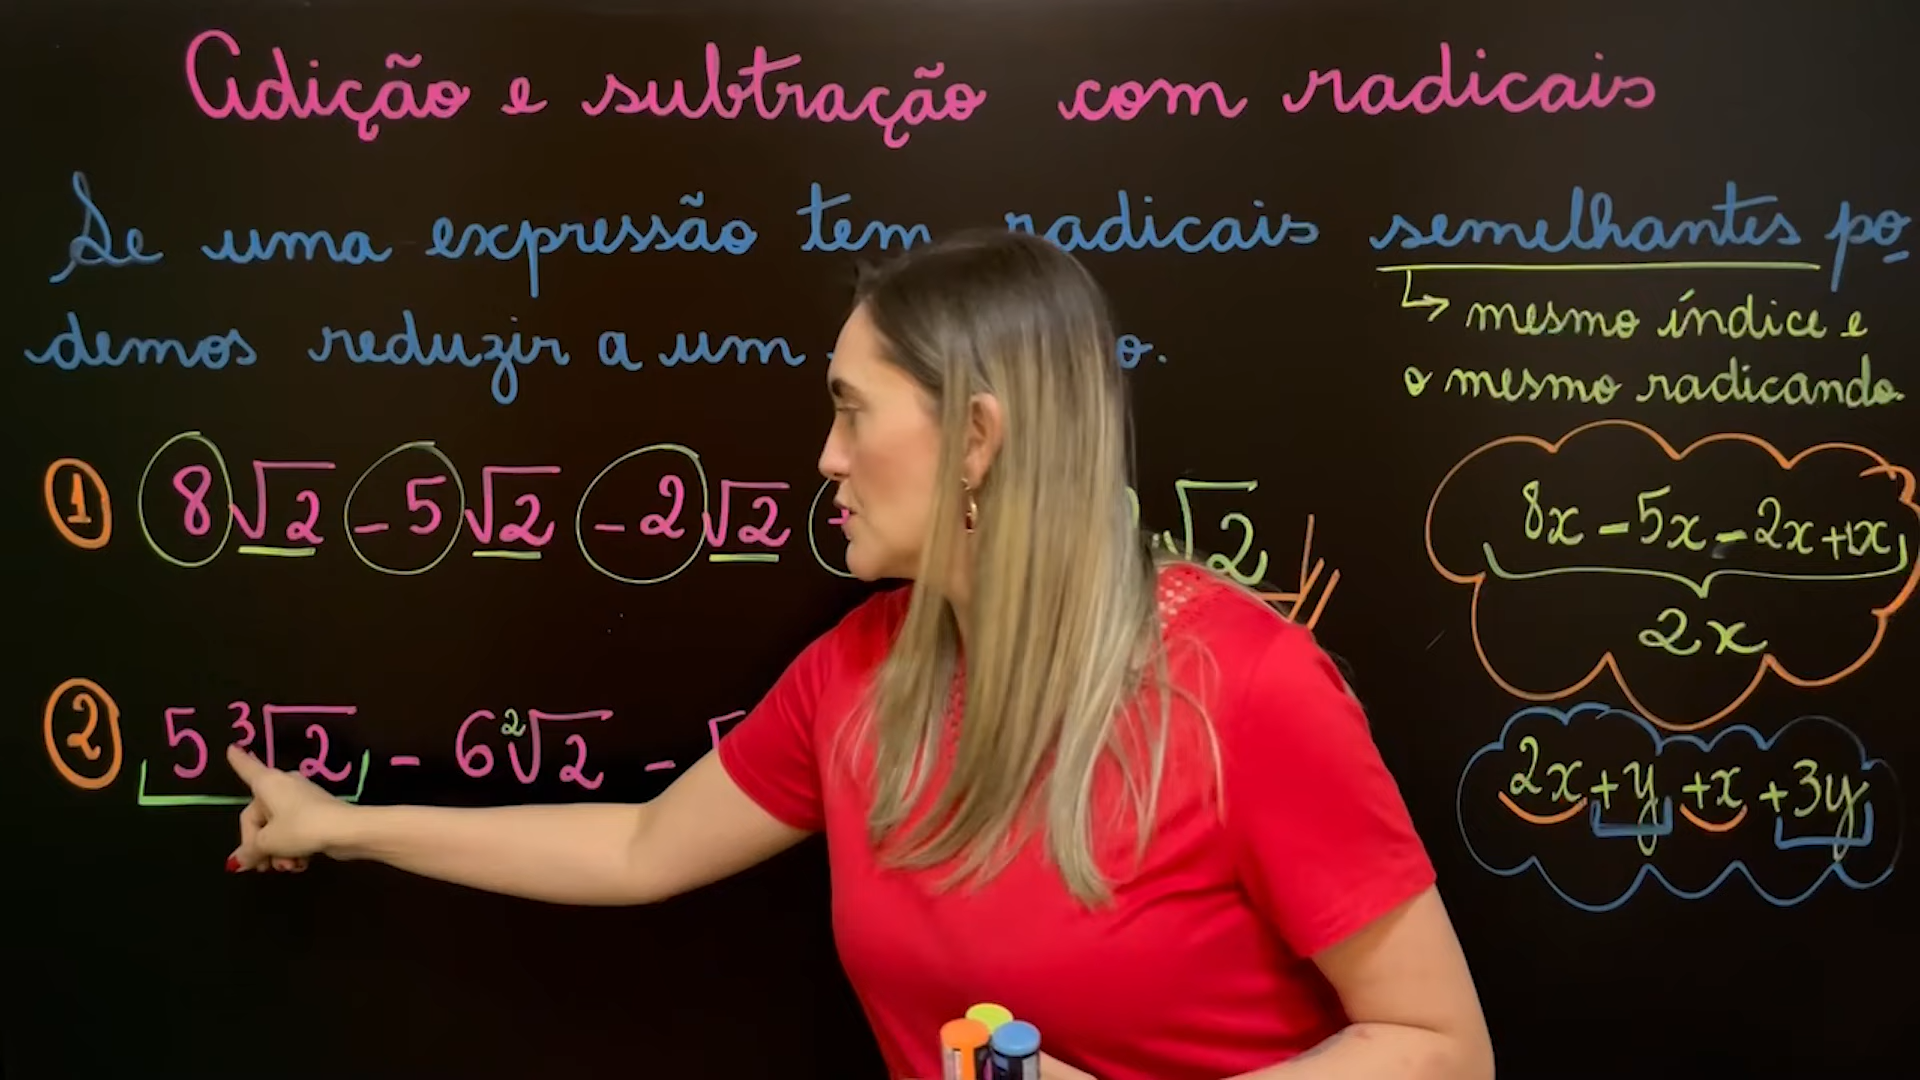 Adição e subtração com radicais
Se uma expressão tem radicais semelhantes po
demos reduzir a um
↳ mesmo índice e
o mesmo radicando.
① 8√2 - 5√2 - 2√2 √2
8x - 5x - 2x + 1x
2x
② 5∛2 - 6²√2 -
2x + y + x + 3y